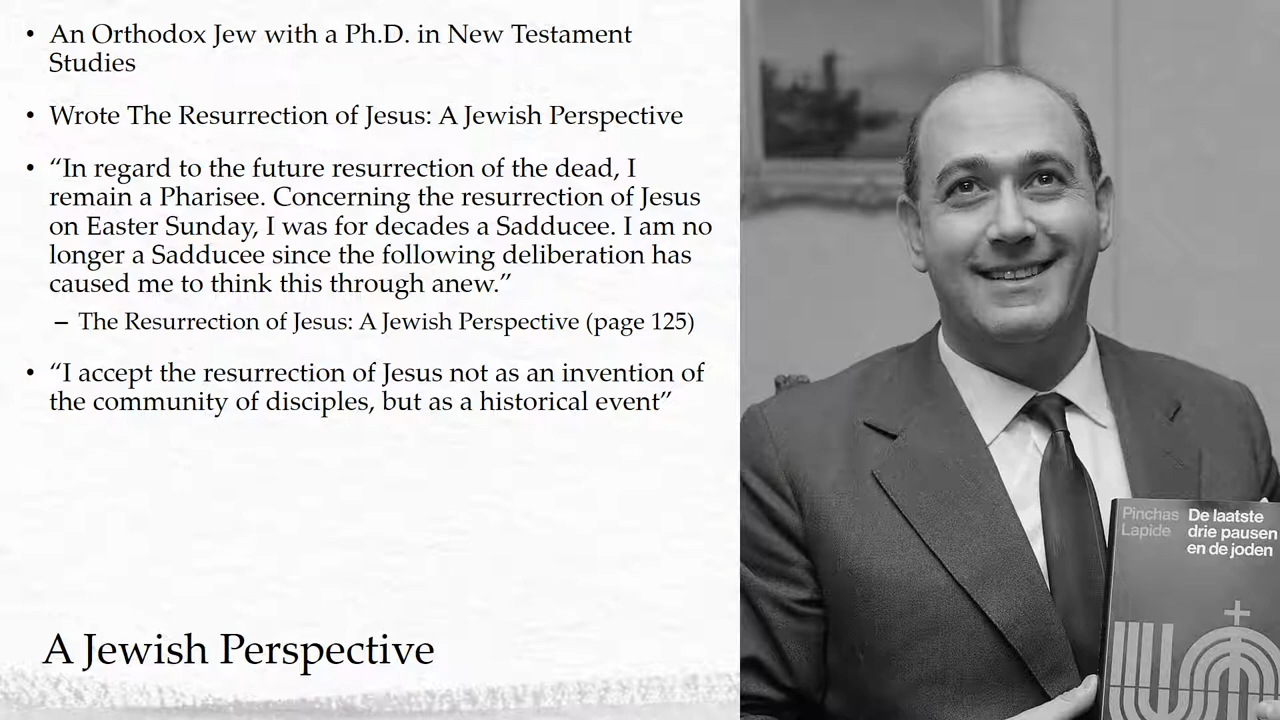 • An Orthodox Jew with a Ph.D. in New Testament
Studies
• Wrote The Resurrection of Jesus: A Jewish Perspective
• “In regard to the future resurrection of the dead, I
remain a Pharisee. Concerning the resurrection of Jesus
on Easter Sunday, I was for decades a Sadducee. I am no
longer a Sadducee since the following deliberation has
caused me to think this through anew.”
– The Resurrection of Jesus: A Jewish Perspective (page 125)
• “I accept the resurrection of Jesus not as an invention of
the community of disciples, but as a historical event”
A Jewish Perspective
Pinchas
Lapide
De laatste
drie pausen
en de joden